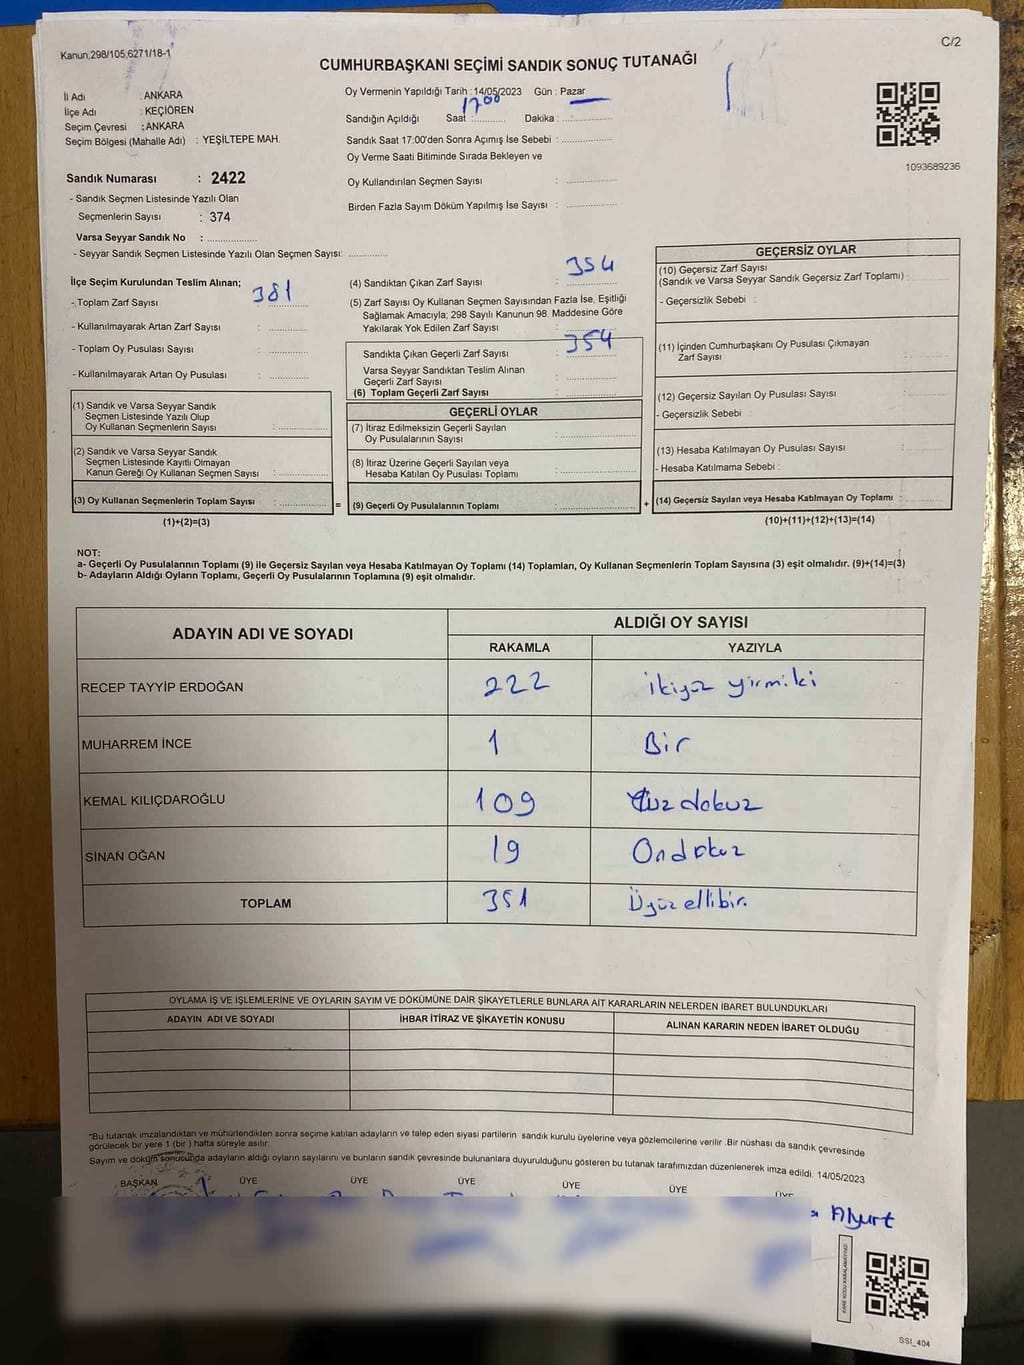 Kanun,298/105,6271/18-1
C/2
CUMHURBAŞKANI SEÇİMİ SANDIK SONUÇ TUTANAĞI
İl Adı : ANKARA
İlçe Adı : KEÇİÖREN
Seçim Çevresi : ANKARA
Seçim Bölgesi (Mahalle Adı) : YEŞİLTEPE MAH.
Sandık Numarası : 2422
- Sandık Seçmen Listesinde Yazılı Olan
Seçmenlerin Sayısı : 374
Varsa Seyyar Sandık No : ..............
- Seyyar Sandık Seçmen Listesinde Yazılı Olan Seçmen Sayısı: ............
Oy Vermenin Yapıldığı Tarih : 14/05/2023 Gün : Pazar
Sandığın Açıldığı Saat : 17:00 Dakika : ..............
Sandık Saat 17:00'den Sonra Açımış İse Sebebi : ..............
Oy Verme Saati Bitiminde Sırada Bekleyen ve
Oy Kullandırılan Seçmen Sayısı : ..............
Birden Fazla Sayım Döküm Yapılmış İse Sayısı : ..............
1093689236
İlçe Seçim Kurulundan Teslim Alınan;
- Toplam Zarf Sayısı : 381
- Kullanılmayarak Artan Zarf Sayısı : ..............
- Toplam Oy Pusulası Sayısı : ..............
- Kullanılmayarak Artan Oy Pusulası : ..............
(1) Sandık ve Varsa Seyyar Sandık
Seçmen Listesinde Yazılı Olup
Oy Kullanan Seçmenlerin Sayısı : ..............
(2) Sandık ve Varsa Seyyar Sandık
Seçmen Listesinde Kayıtlı Olmayan
Kanun Gereği Oy Kullanan Seçmen Sayısı : ..............
(3) Oy Kullanan Seçmenlerin Toplam Sayısı : .............. =
(1)+(2)=(3)
(4) Sandıktan Çıkan Zarf Sayısı : 354
(5) Zarf Sayısı Oy Kullanan Seçmen Sayısından Fazla İse, Eşitliği
Sağlamak Amacıyla; 298 Sayılı Kanunun 98. Maddesine Göre
Yakılarak Yok Edilen Zarf Sayısı : ..............
Sandıkta Çıkan Geçerli Zarf Sayısı : 354
Varsa Seyyar Sandıktan Teslim Alınan
Geçerli Zarf Sayısı : ..............
(6) Toplam Geçerli Zarf Sayısı
GEÇERLİ OYLAR
(7) İtiraz Edilmeksizin Geçerli Sayılan
Oy Pusulalarının Sayısı : ..............
(8) İtiraz Üzerine Geçerli Sayılan veya
Hesaba Katılan Oy Pusulası Toplamı : ..............
(9) Geçerli Oy Pusulalarının Toplamı : .............. +
GEÇERSİZ OYLAR
(10) Geçersiz Zarf Sayısı
(Sandık ve Varsa Seyyar Sandık Geçersiz Zarf Toplamı) :
- Geçersizlik Sebebi :
(11) İçinden Cumhurbaşkanı Oy Pusulası Çıkmayan
Zarf Sayısı : ..............
(12) Geçersiz Sayılan Oy Pusulası Sayısı : ..............
- Geçersizlik Sebebi :
(13) Hesaba Katılmayan Oy Pusulası Sayısı : ..............
- Hesaba Katılmama Sebebi :
(14) Geçersiz Sayılan veya Hesaba Katılmayan Oy Toplamı : ..............
(10)+(11)+(12)+(13)=(14)
NOT:
a- Geçerli Oy Pusulalarının Toplamı (9) ile Geçersiz Sayılan veya Hesaba Katılmayan Oy Toplamı (14) Toplamları, Oy Kullanan Seçmenlerin Toplam Sayısına (3) eşit olmalıdır. (9)+(14)=(3)
b- Adayların Aldığı Oyların Toplamı, Geçerli Oy Pusulalarının Toplamına (9) eşit olmalıdır.
ADAYIN ADI VE SOYADI ALDIĞI OY SAYISI
RAKAMLA YAZIYLA
RECEP TAYYİP ERDOĞAN 222 ikiyüz yirmiki
MUHARREM İNCE 1 Bir
KEMAL KILIÇDAROĞLU 109 Yüzdokuz
SİNAN OĞAN 19 Ondokuz
TOPLAM 351 Üçyüz ellibir.
OYLAMA İŞ VE İŞLEMLERİNE VE OYLARIN SAYIM VE DÖKÜMÜNE DAİR ŞİKAYETLERLE BUNLARA AİT KARARLARIN NELERDEN İBARET BULUNDUKLARI
ADAYIN ADI VE SOYADI İHBAR İTİRAZ VE ŞİKAYETİN KONUSU ALINAN KARARIN NEDEN İBARET OLDUĞU
*Bu tutanak imzalandıktan ve mühürlendikten sonra seçime katılan adayların ve talep eden siyasi partilerin sandık kurulu üyelerine veya gözlemcilerine verilir .Bir nüshası da sandık çevresinde
görülecek bir yere 1 (bir ) hafta süreyle asılır.
Sayım ve döküm sonucunda adayların aldığı oyların sayılarını ve bunların sandık çevresinde bulunanlara duyurulduğunu gösteren bu tutanak tarafımızdan düzenlenerek imza edildi. 14/05/2023
BAŞKAN ÜYE ÜYE ÜYE ÜYE ÜYE ÜYE
SSI_404